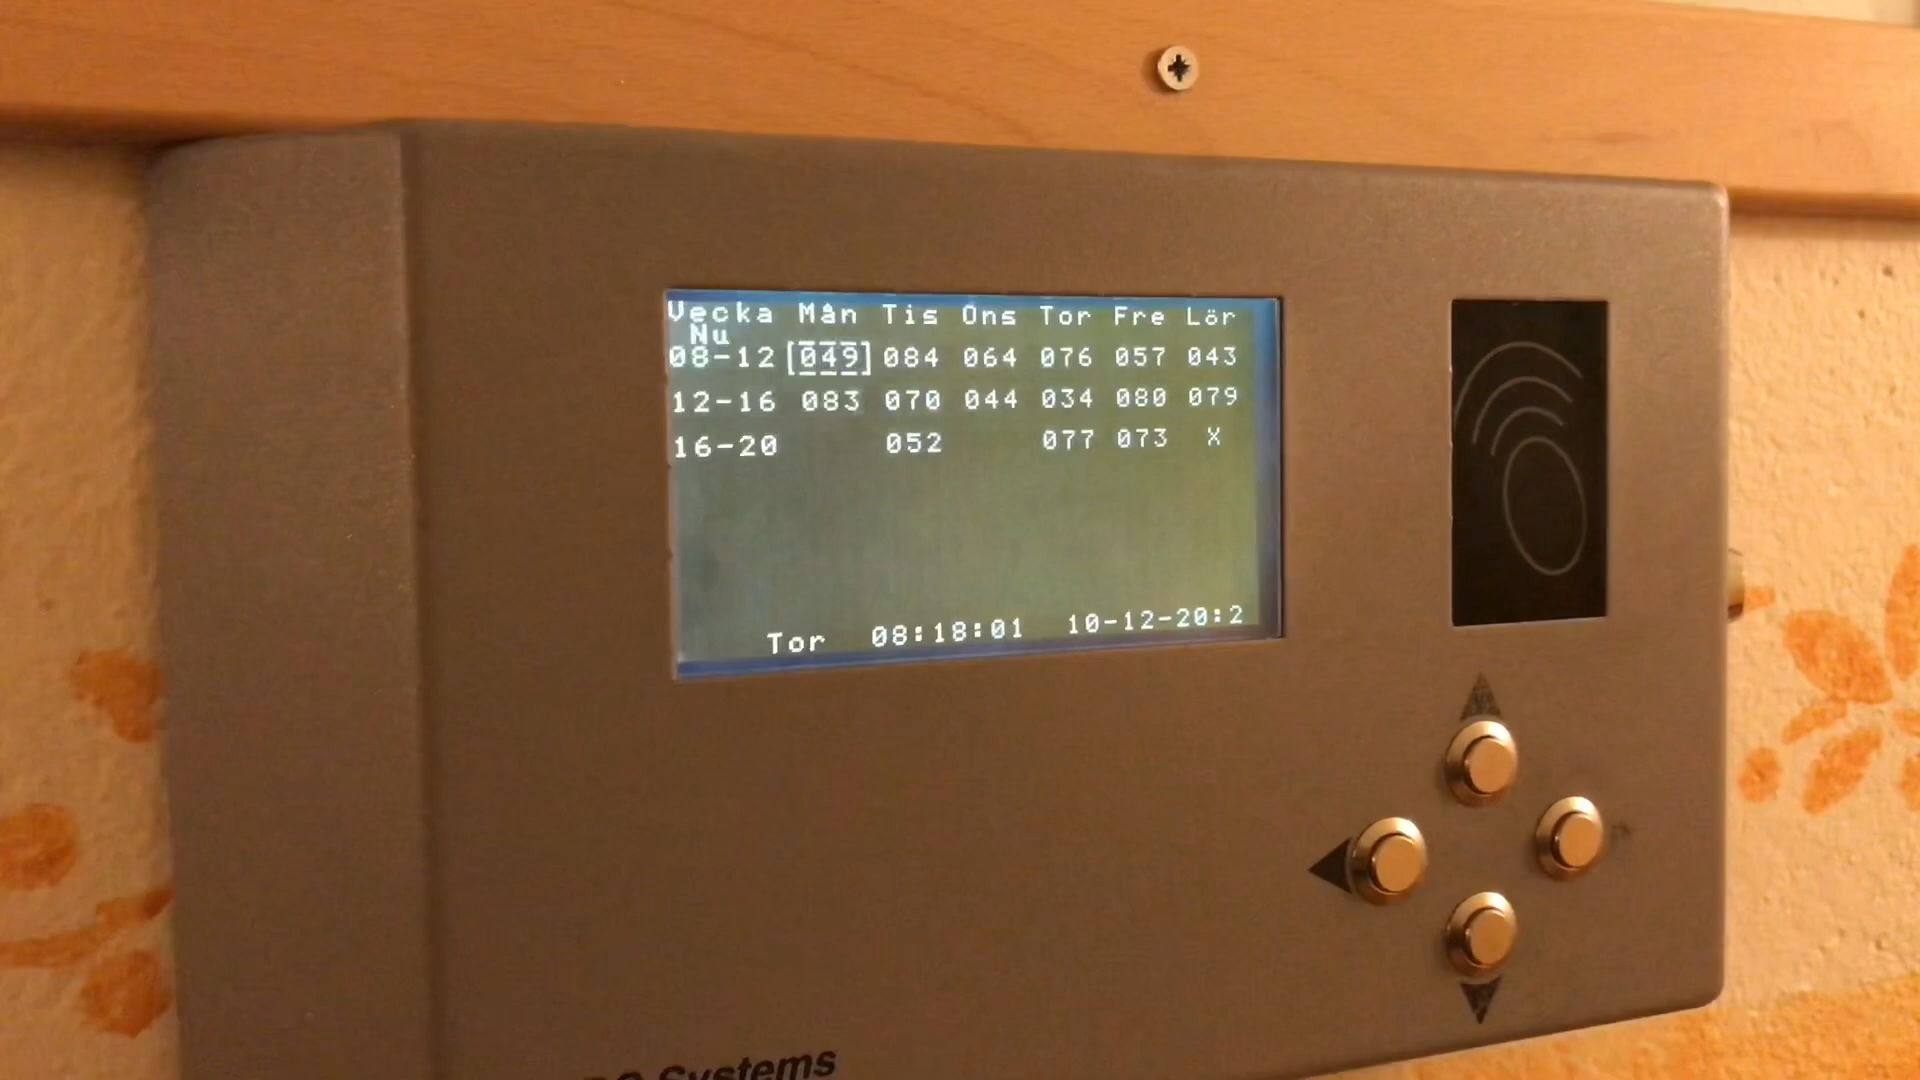 Vecka Mån Tis Ons Tor Fre Lör
Nu
08-12 [049] 084 064 076 057 043
12-16 083 070 044 034 080 079
16-20 052 077 073 X
Tor 08:18:01 10-12-20:2
Systems